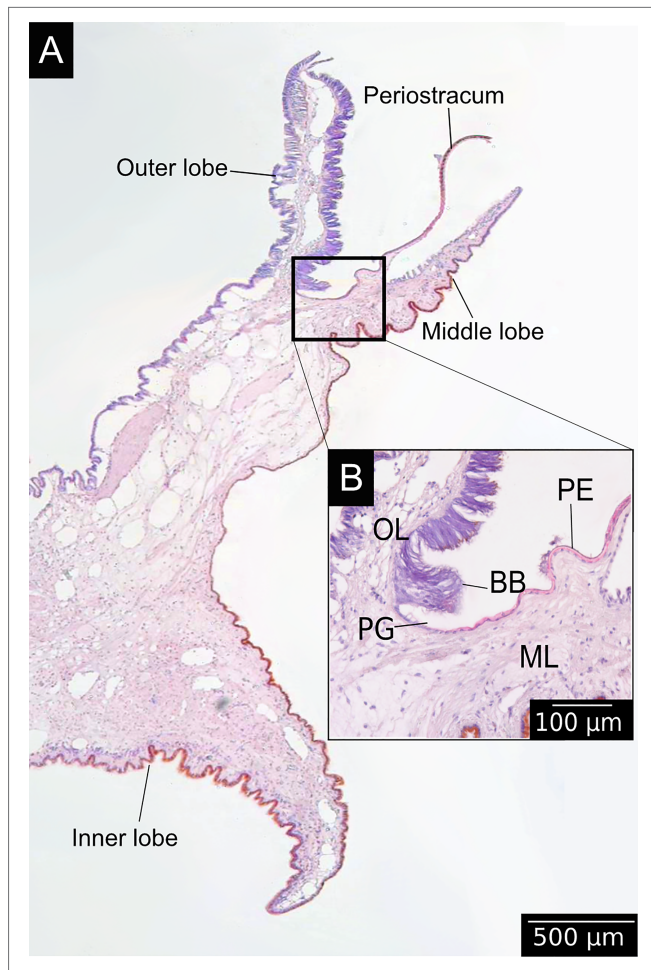 A
Periostracum
Outer lobe
Middle lobe
B
PE
OL
BB
PG
ML
100 µm
Inner lobe
500 µm